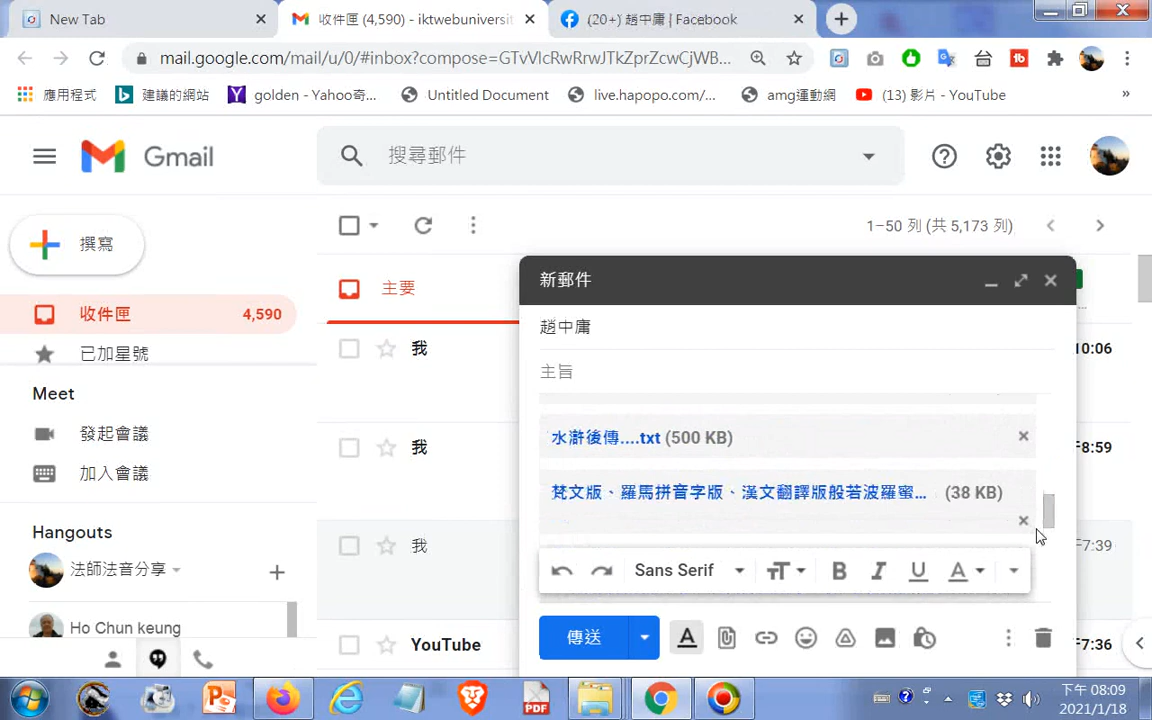 New Tab
收件匣 (4,590) - iktwebuniversit
(20+) 趙中庸 | Facebook
mail.google.com/mail/u/0/#inbox?compose=GTvVlcRwRrwJTkZprZcwCjWB...
應用程式
建議的網站
golden - Yahoo奇...
Untitled Document
live.hapopo.com/...
amg運動網
(13) 影片 - YouTube
»
Gmail
搜尋郵件
撰寫
1–50 列 (共 5,173 列)
收件匣 4,590
已加星號
主要
新郵件
趙中庸
主旨
我
10:06
Meet
發起會議
加入會議
水滸後傳....txt (500 KB)
我
8:59
梵文版、羅馬拼音字版、漢文翻譯版般若波羅蜜... (38 KB)
Hangouts
法師法音分享
Ho Chun keung
我
7:39
Sans Serif
B I U A
傳送
YouTube
7:36
PDF
下午 08:09
2021/1/18